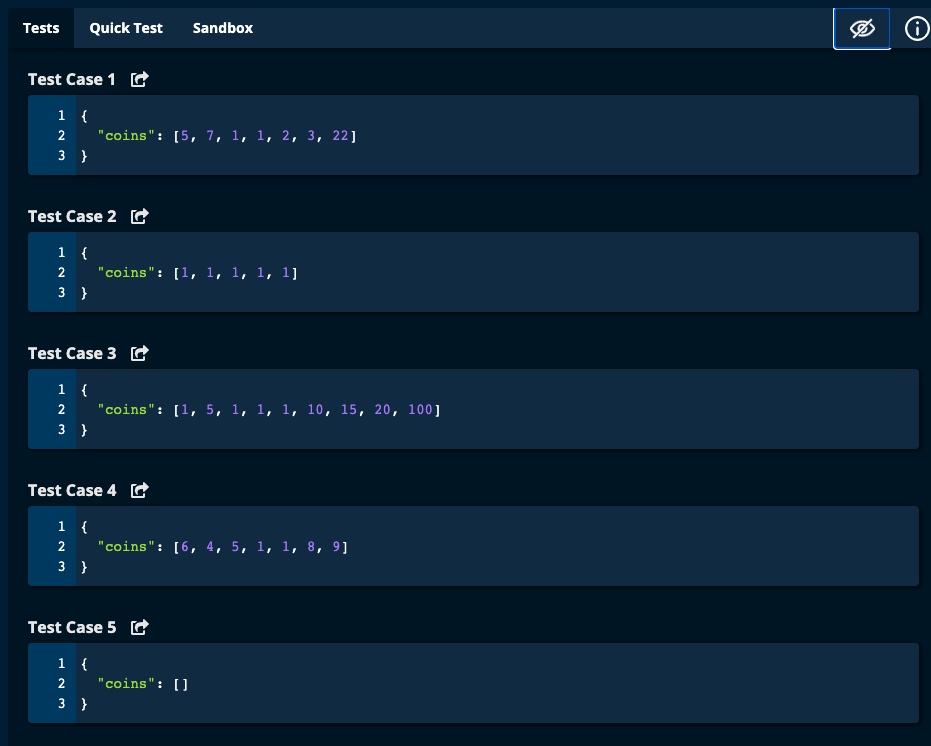 Tests Quick Test Sandbox
Test Case 1
1 {
2 "coins": [5, 7, 1, 1, 2, 3, 22]
3 }
Test Case 2
1 {
2 "coins": [1, 1, 1, 1, 1]
3 }
Test Case 3
1 {
2 "coins": [1, 5, 1, 1, 1, 10, 15, 20, 100]
3 }
Test Case 4
1 {
2 "coins": [6, 4, 5, 1, 1, 8, 9]
3 }
Test Case 5
1 {
2 "coins": []
3 }